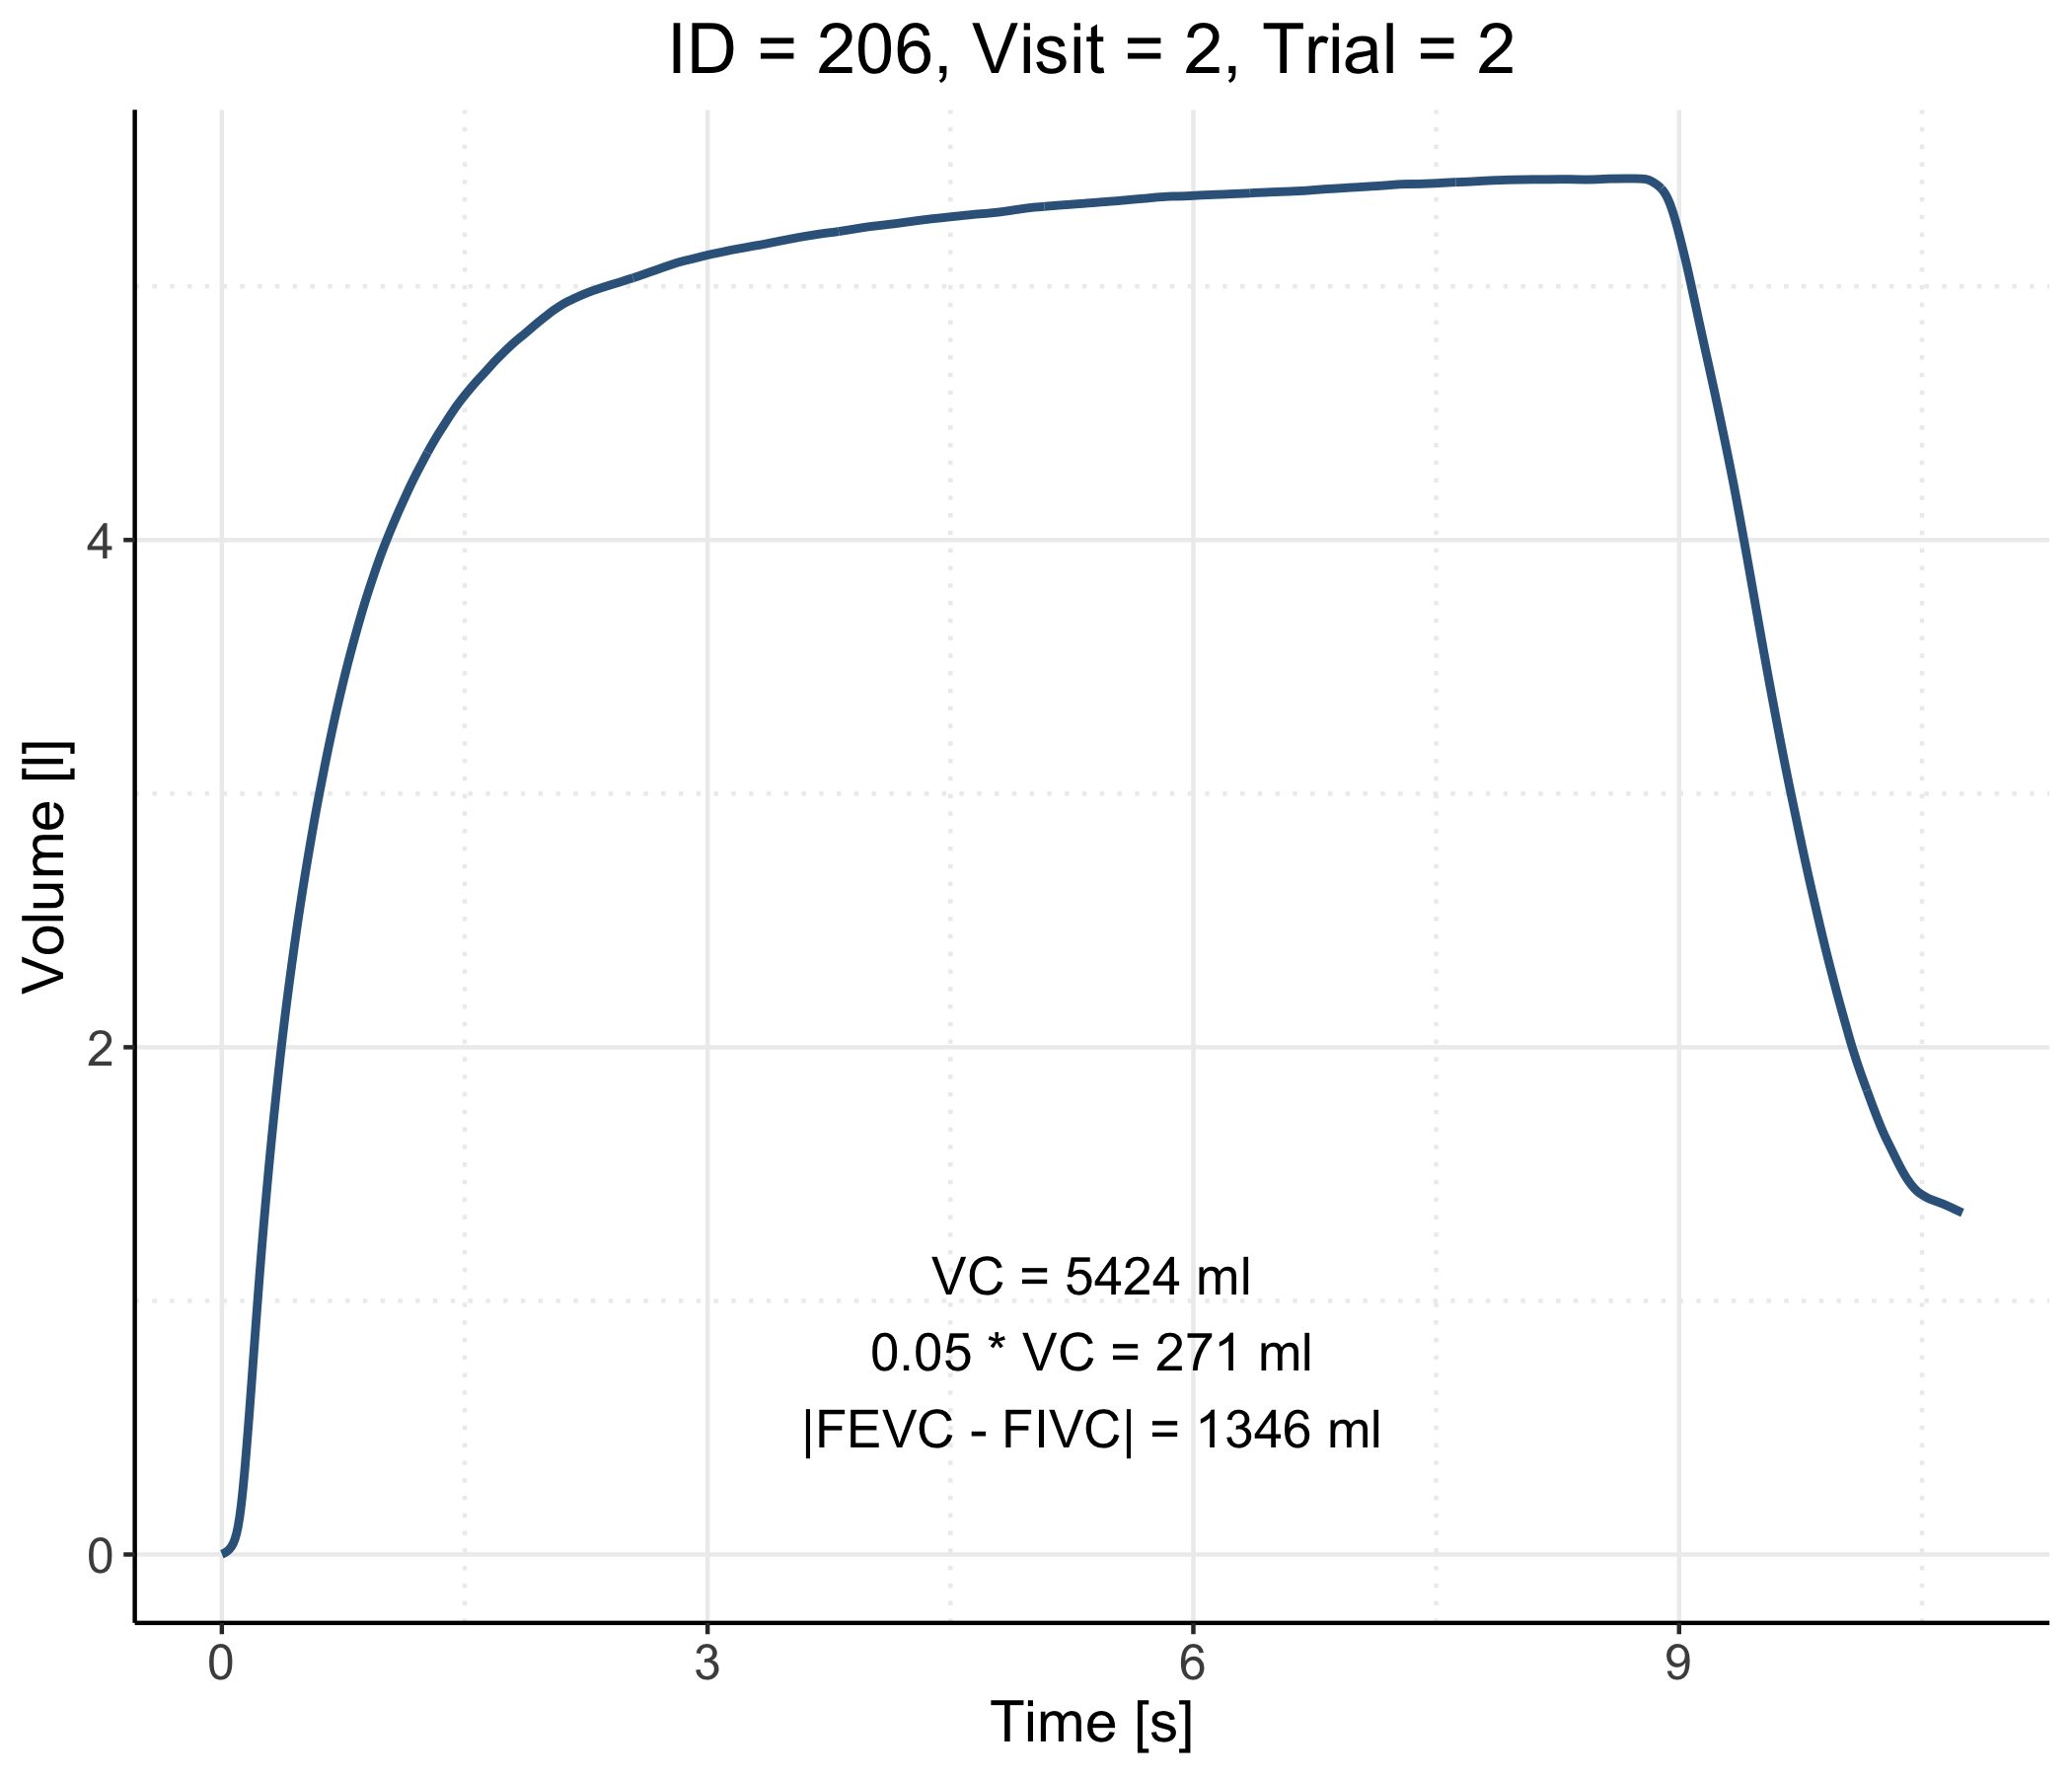 ID = 206, Visit = 2, Trial = 2
Volume [l]
4
2
0
VC = 5424 ml
0.05 * VC = 271 ml
|FEVC - FIVC| = 1346 ml
0 3 6 9
Time [s]